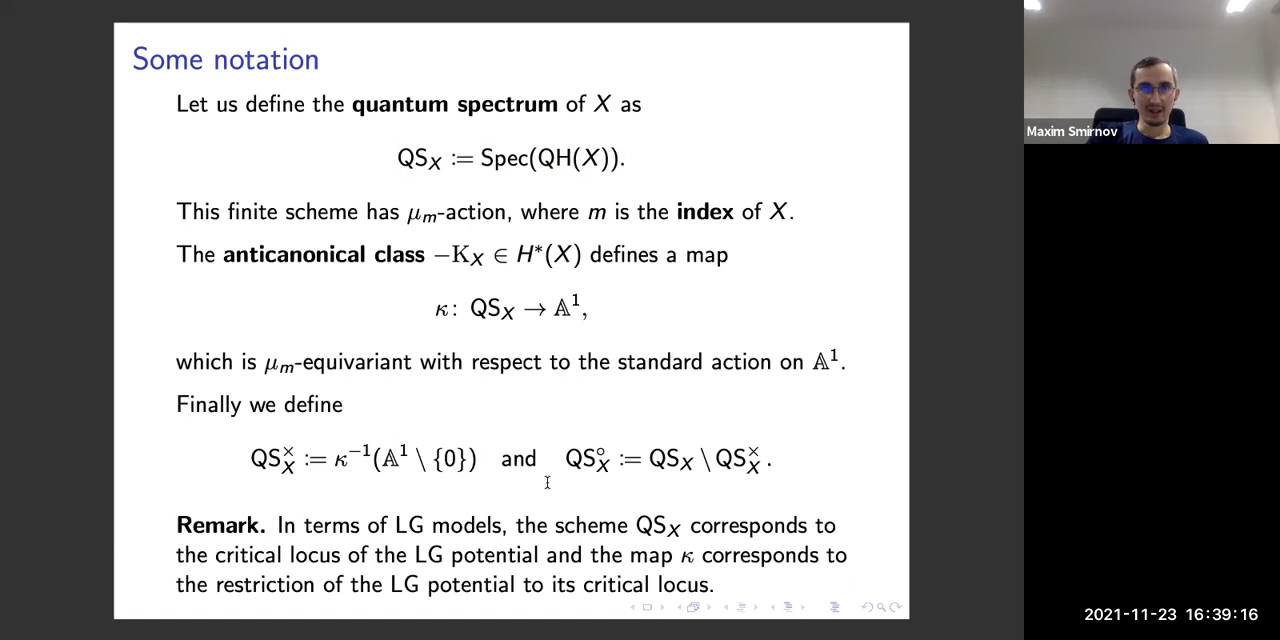 Some notation
Let us define the quantum spectrum of X as
QS_X := Spec(QH(X)).
This finite scheme has μ_m-action, where m is the index of X.
The anticanonical class −K_X ∈ H*(X) defines a map
κ: QS_X → 𝔸¹,
which is μ_m-equivariant with respect to the standard action on 𝔸¹.
Finally we define
QS_X^× := κ⁻¹(𝔸¹ \ {0}) and QS_X^∘ := QS_X \ QS_X^×.
Remark. In terms of LG models, the scheme QS_X corresponds to
the critical locus of the LG potential and the map κ corresponds to
the restriction of the LG potential to its critical locus.
Maxim Smirnov
2021-11-23 16:39:16